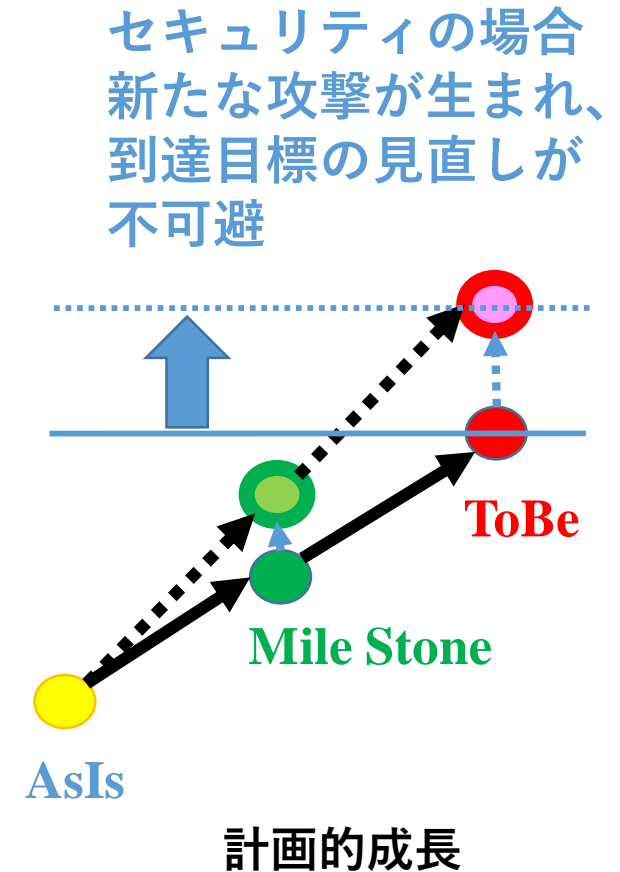 セキュリティの場合
新たな攻撃が生まれ、
到達目標の見直しが
不可避
ToBe
Mile Stone
AsIs
計画的成長